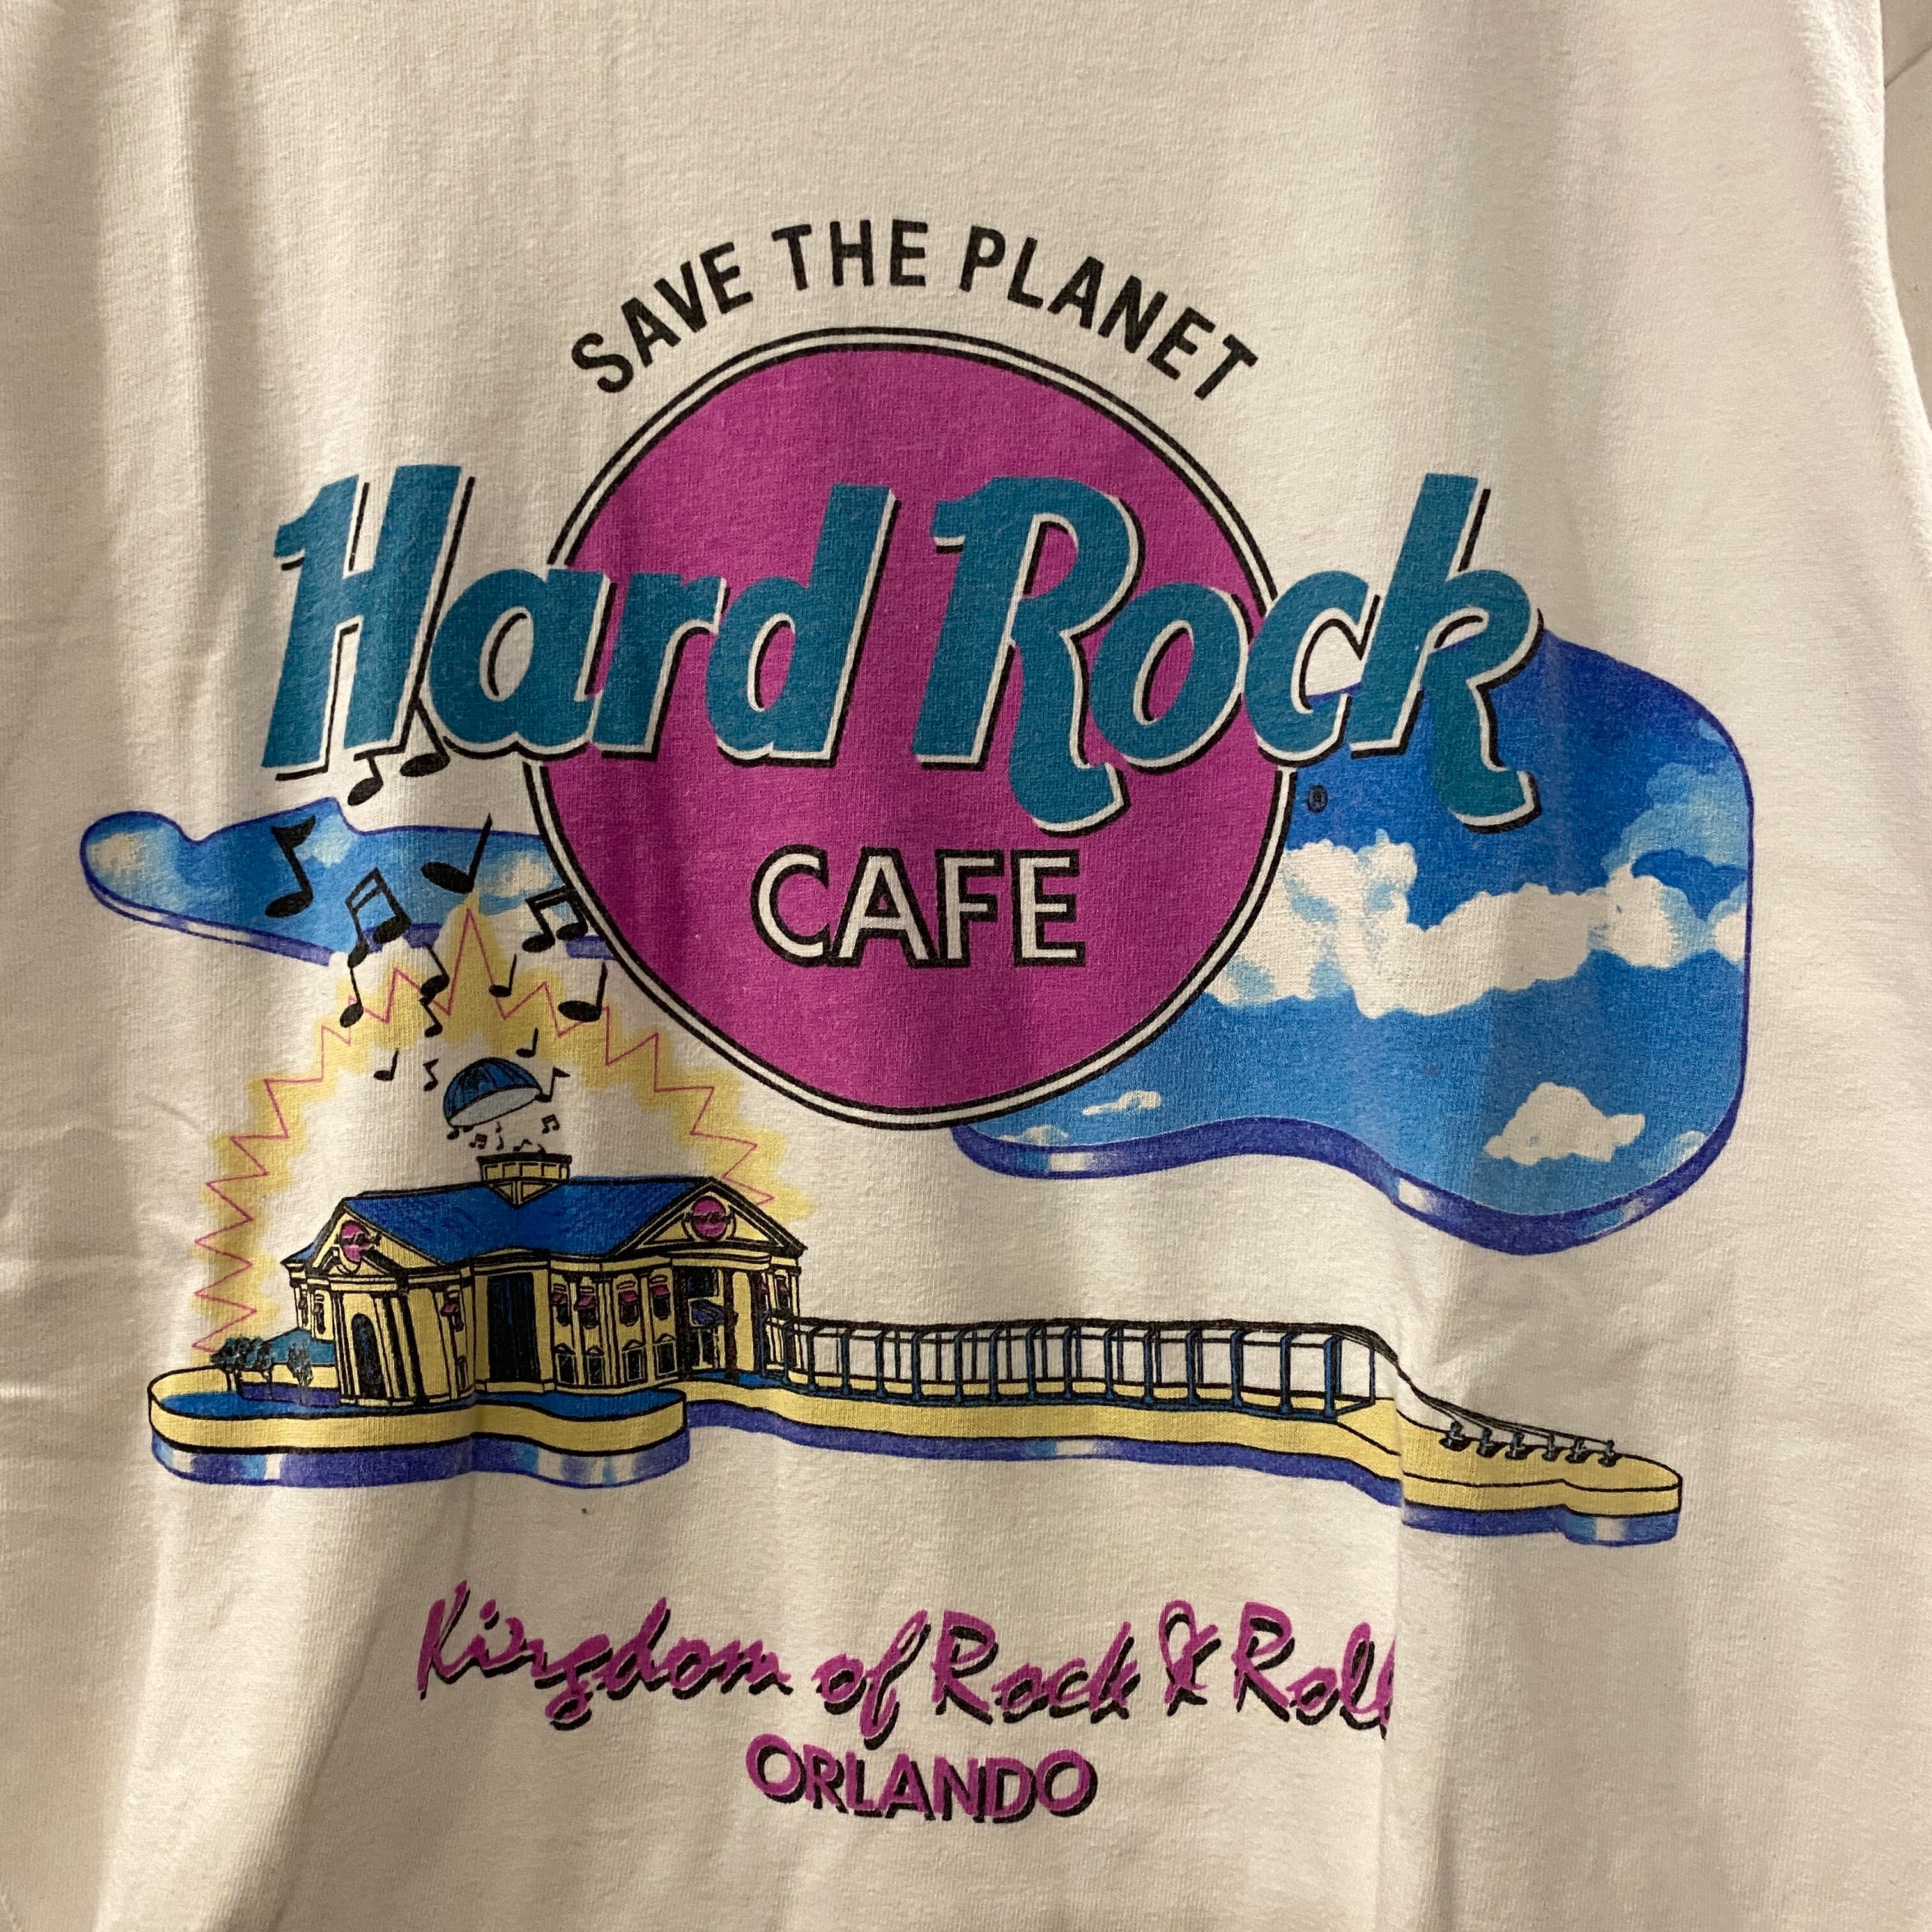 SAVE THE PLANET
Hard Rock
®
CAFE
Kingdom of Rock & Roll
ORLANDO